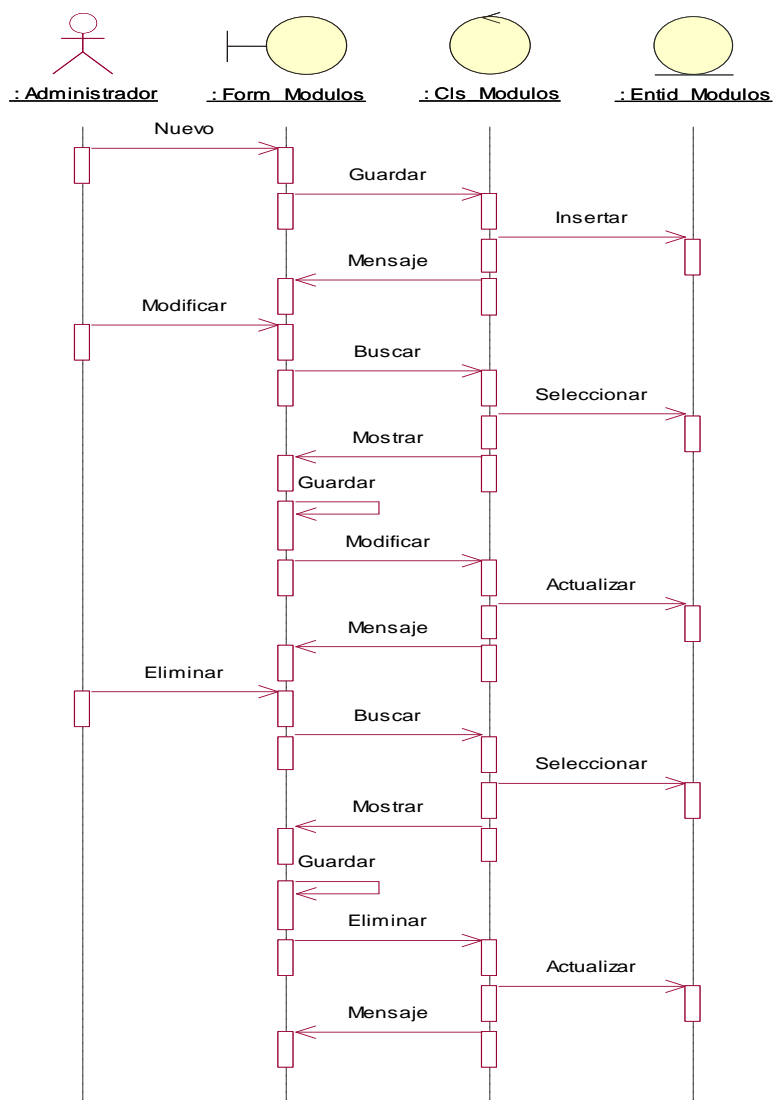 : Administrador : Form_Modulos : Cls_Modulos : Entid_Modulos
Nuevo
Guardar
Insertar
Mensaje
Modificar
Buscar
Seleccionar
Mostrar
Guardar
Modificar
Actualizar
Mensaje
Eliminar
Buscar
Seleccionar
Mostrar
Guardar
Eliminar
Actualizar
Mensaje